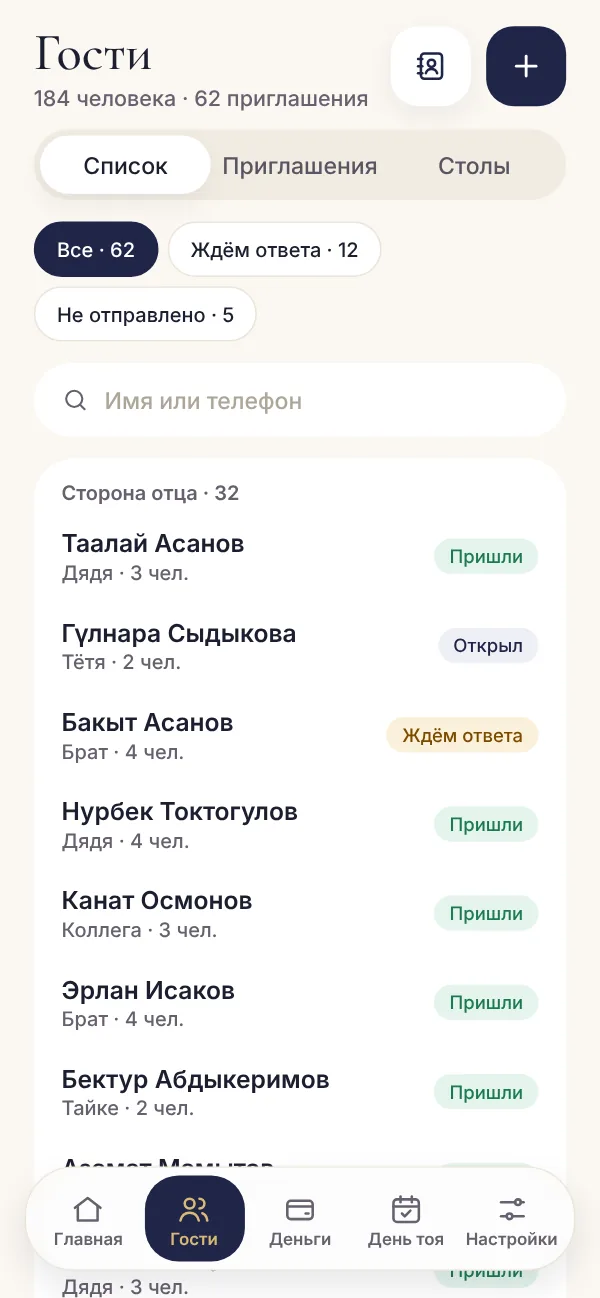 Гости
184 человека · 62 приглашения
Список
Приглашения
Столы
Все · 62
Ждём ответа · 12
Не отправлено · 5
Имя или телефон
Сторона отца · 32
Таалай Асанов
Пришли
Дядя · 3 чел.
Гүлнара Сыдыкова
Открыл
Тётя · 2 чел.
Бакыт Асанов
Ждём ответа
Брат · 4 чел.
Нурбек Токтогулов
Пришли
Дядя · 4 чел.
Канат Осмонов
Пришли
Коллега · 3 чел.
Эрлан Исаков
Пришли
Брат · 4 чел.
Бектур Абдыкеримов
Пришли
Тайке · 2 чел.
Главная
Гости
Деньги
День тоя
Настройки
Пришли
Дядя · 3 чел.